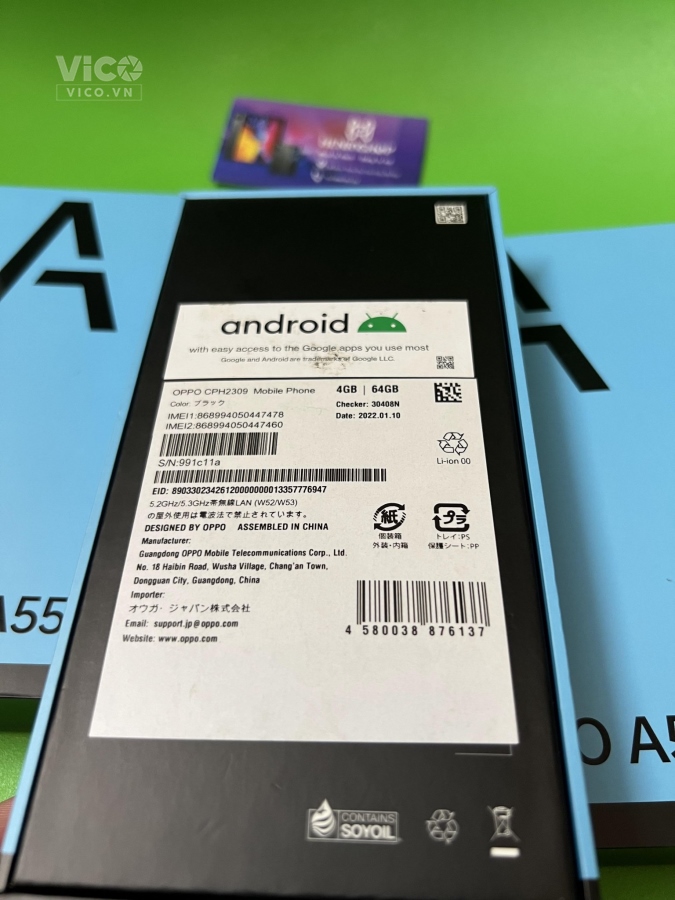 ViCO
VICO.VN
A
A
android
with easy access to the Google apps you use most
Google and Android are trademarks of Google LLC.
OPPO CPH2309 Mobile Phone 4GB | 64GB
Color: ブラック Checker: 30408N
IMEI1:868994050447478 Date: 2022.01.10
IMEI2:868994050447460
Li-ion 00
S/N:991c11a
EID: 89033023426120000000013357776947
5.2GHz/5.3GHz帯無線LAN (W52/W53)
の屋外使用は電波法で禁止されています。
DESIGNED BY OPPO ASSEMBLED IN CHINA
紙
個装箱
外装・内箱
プラ
トレイ:PS
保護シート:PP
Manufacturer:
Guangdong OPPO Mobile Telecommunications Corp., Ltd.
No. 18 Haibin Road, Wusha Village, Chang'an Town,
Dongguan City, Guangdong, China
Importer:
オウガ・ジャパン株式会社
Email: support.jp@oppo.com
Website: www.oppo.com
4 580038 876137
A55
O A5
CONTAINS
SOYOIL